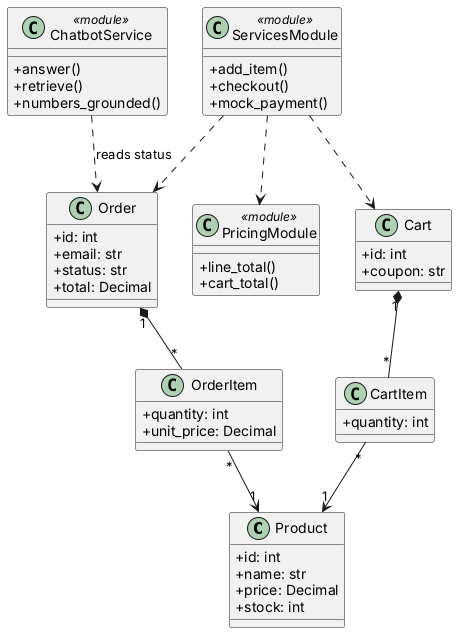 C «module»
ChatbotService
+answer()
+retrieve()
+numbers_grounded()
C «module»
ServicesModule
+add_item()
+checkout()
+mock_payment()
reads status
C Order
+id: int
+email: str
+status: str
+total: Decimal
C «module»
PricingModule
+line_total()
+cart_total()
C Cart
+id: int
+coupon: str
1
1
*
*
C OrderItem
+quantity: int
+unit_price: Decimal
C CartItem
+quantity: int
*
*
1
1
C Product
+id: int
+name: str
+price: Decimal
+stock: int